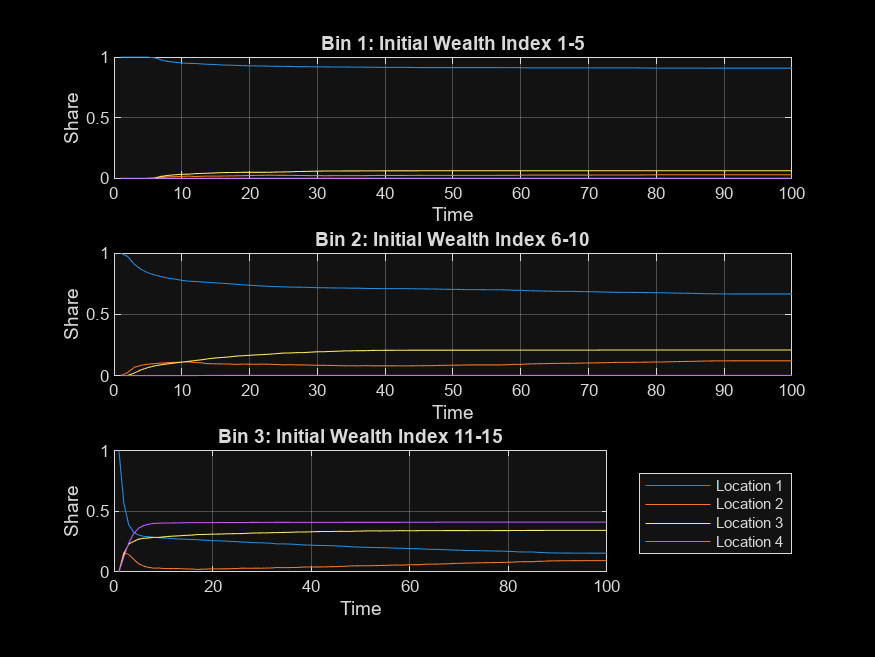 Bin 1: Initial Wealth Index 1-5
1
0.5
0
Share
0 10 20 30 40 50 60 70 80 90 100
Time
Bin 2: Initial Wealth Index 6-10
1
0.5
0
Share
0 10 20 30 40 50 60 70 80 90 100
Time
Bin 3: Initial Wealth Index 11-15
1
0.5
0
Share
0 20 40 60 80 100
Time
Location 1
Location 2
Location 3
Location 4